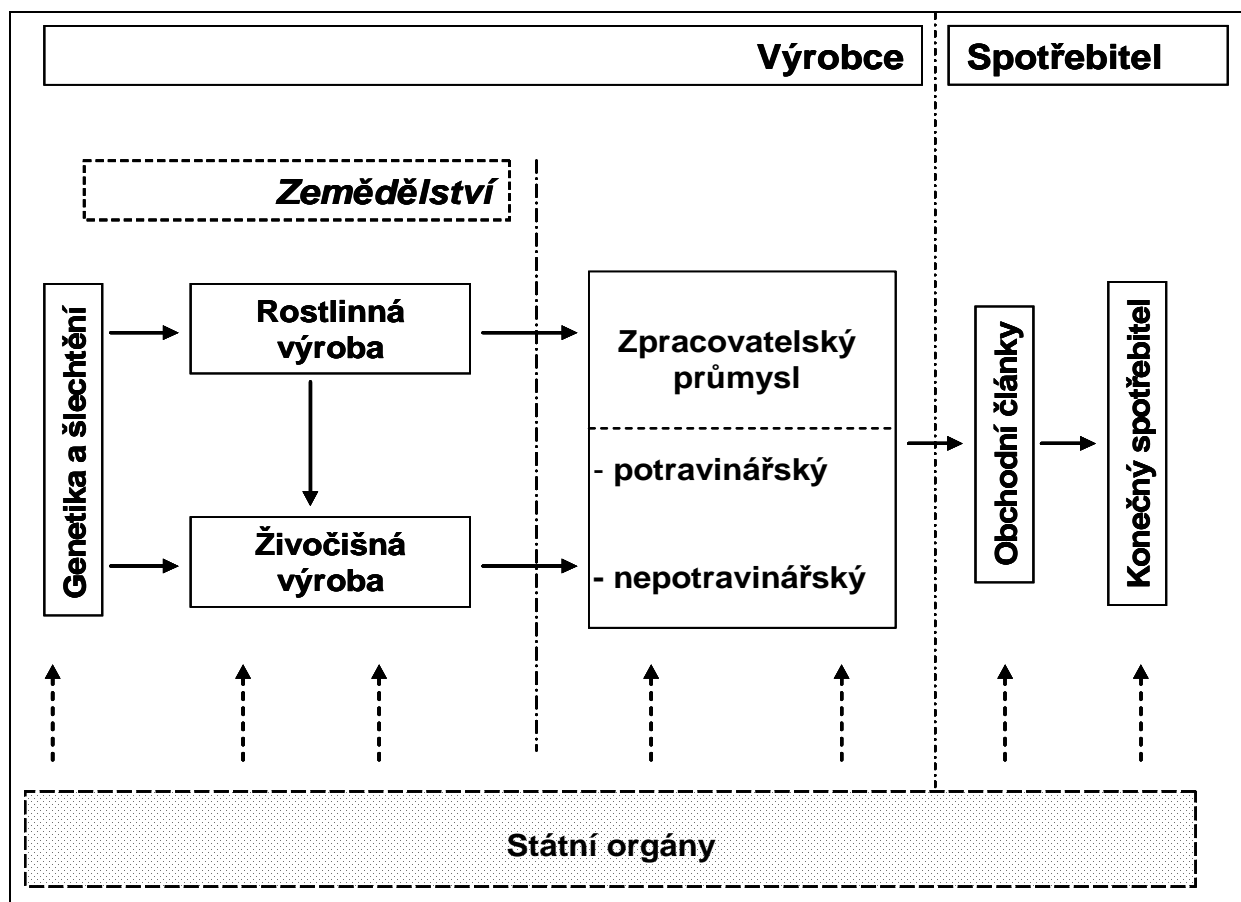 Výrobce
Spotřebitel
Zemědělství
Genetika a šlechtění
Rostlinná
výroba
Živočišná
výroba
Zpracovatelský
průmysl
- potravinářský
- nepotravinářský
Obchodní články
Konečný spotřebitel
Státní orgány